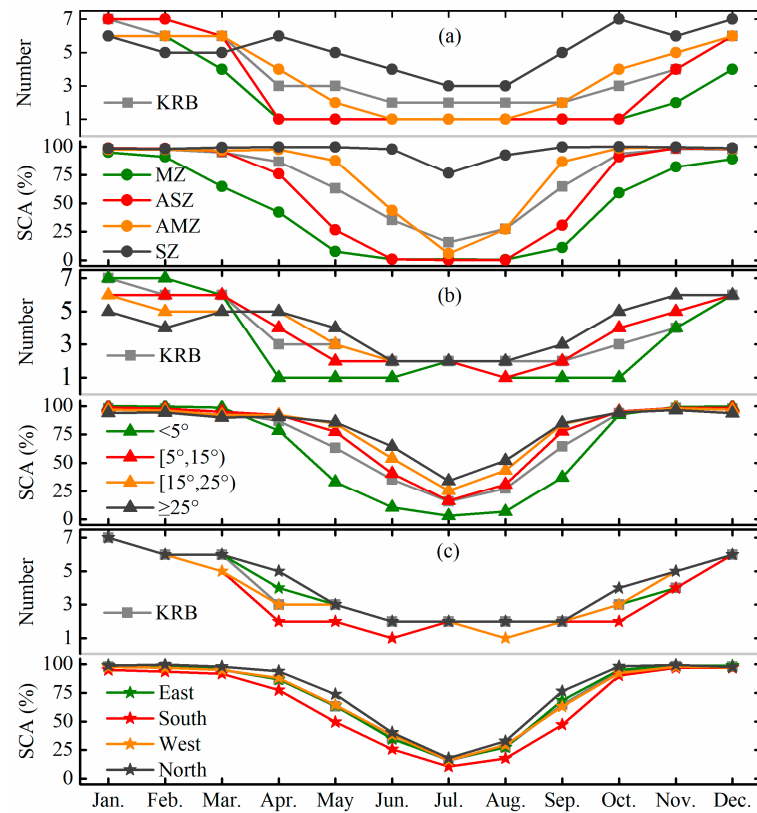 7
(a)
5
Number
3
KRB
1
100
MZ
75
ASZ
SCA (%)
50
AMZ
25
SZ
0
7
(b)
5
Number
3
KRB
1
100
<5°
75
[5°,15°)
SCA (%)
50
[15°,25°)
25
≥25°
0
7
(c)
5
Number
3
KRB
1
100
East
75
South
SCA (%)
50
West
25
North
0
Jan. Feb. Mar. Apr. May Jun. Jul. Aug. Sep. Oct. Nov. Dec.